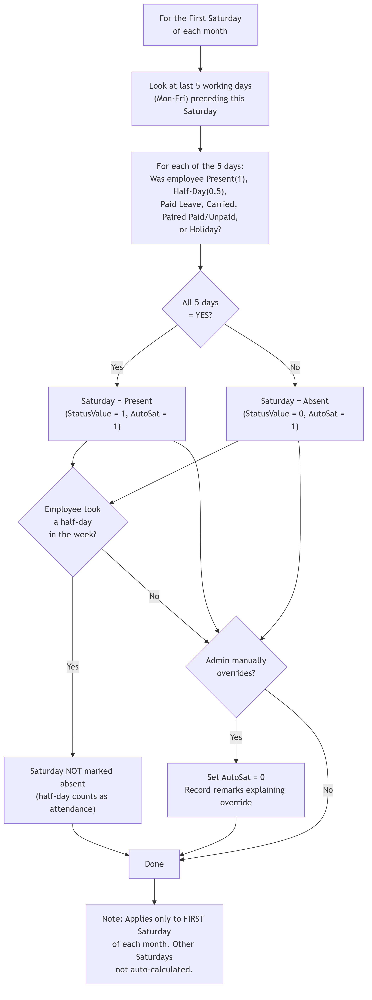 For the First Saturday
of each month
Look at last 5 working days
(Mon-Fri) preceding this
Saturday
For each of the 5 days:
Was employee Present(1),
Half-Day(0.5),
Paid Leave, Carried,
Paired Paid/Unpaid,
or Holiday?
All 5 days
= YES?
Yes
No
Saturday = Present
(StatusValue = 1, AutoSat =
1)
Saturday = Absent
(StatusValue = 0, AutoSat =
1)
Employee took
a half-day
in the week?
No
Yes
Admin manually
overrides?
Yes
No
Saturday NOT marked
absent
(half-day counts as
attendance)
Set AutoSat = 0
Record remarks explaining
override
Done
Note: Applies only to FIRST
Saturday
of each month. Other
Saturdays
not auto-calculated.